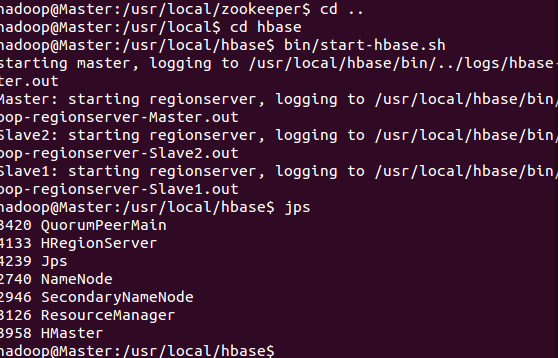 hadoop@Master:/usr/local/zookeeper$ cd ..
hadoop@Master:/usr/local$ cd hbase
hadoop@Master:/usr/local/hbase$ bin/start-hbase.sh
starting master, logging to /usr/local/hbase/bin/../logs/hbase-
ter.out
Master: starting regionserver, logging to /usr/local/hbase/bin/
oop-regionserver-Master.out
Slave2: starting regionserver, logging to /usr/local/hbase/bin/
oop-regionserver-Slave2.out
Slave1: starting regionserver, logging to /usr/local/hbase/bin/
oop-regionserver-Slave1.out
hadoop@Master:/usr/local/hbase$ jps
3420 QuorumPeerMain
4133 HRegionServer
4239 Jps
2740 NameNode
2946 SecondaryNameNode
3126 ResourceManager
3958 HMaster
hadoop@Master:/usr/local/hbase$